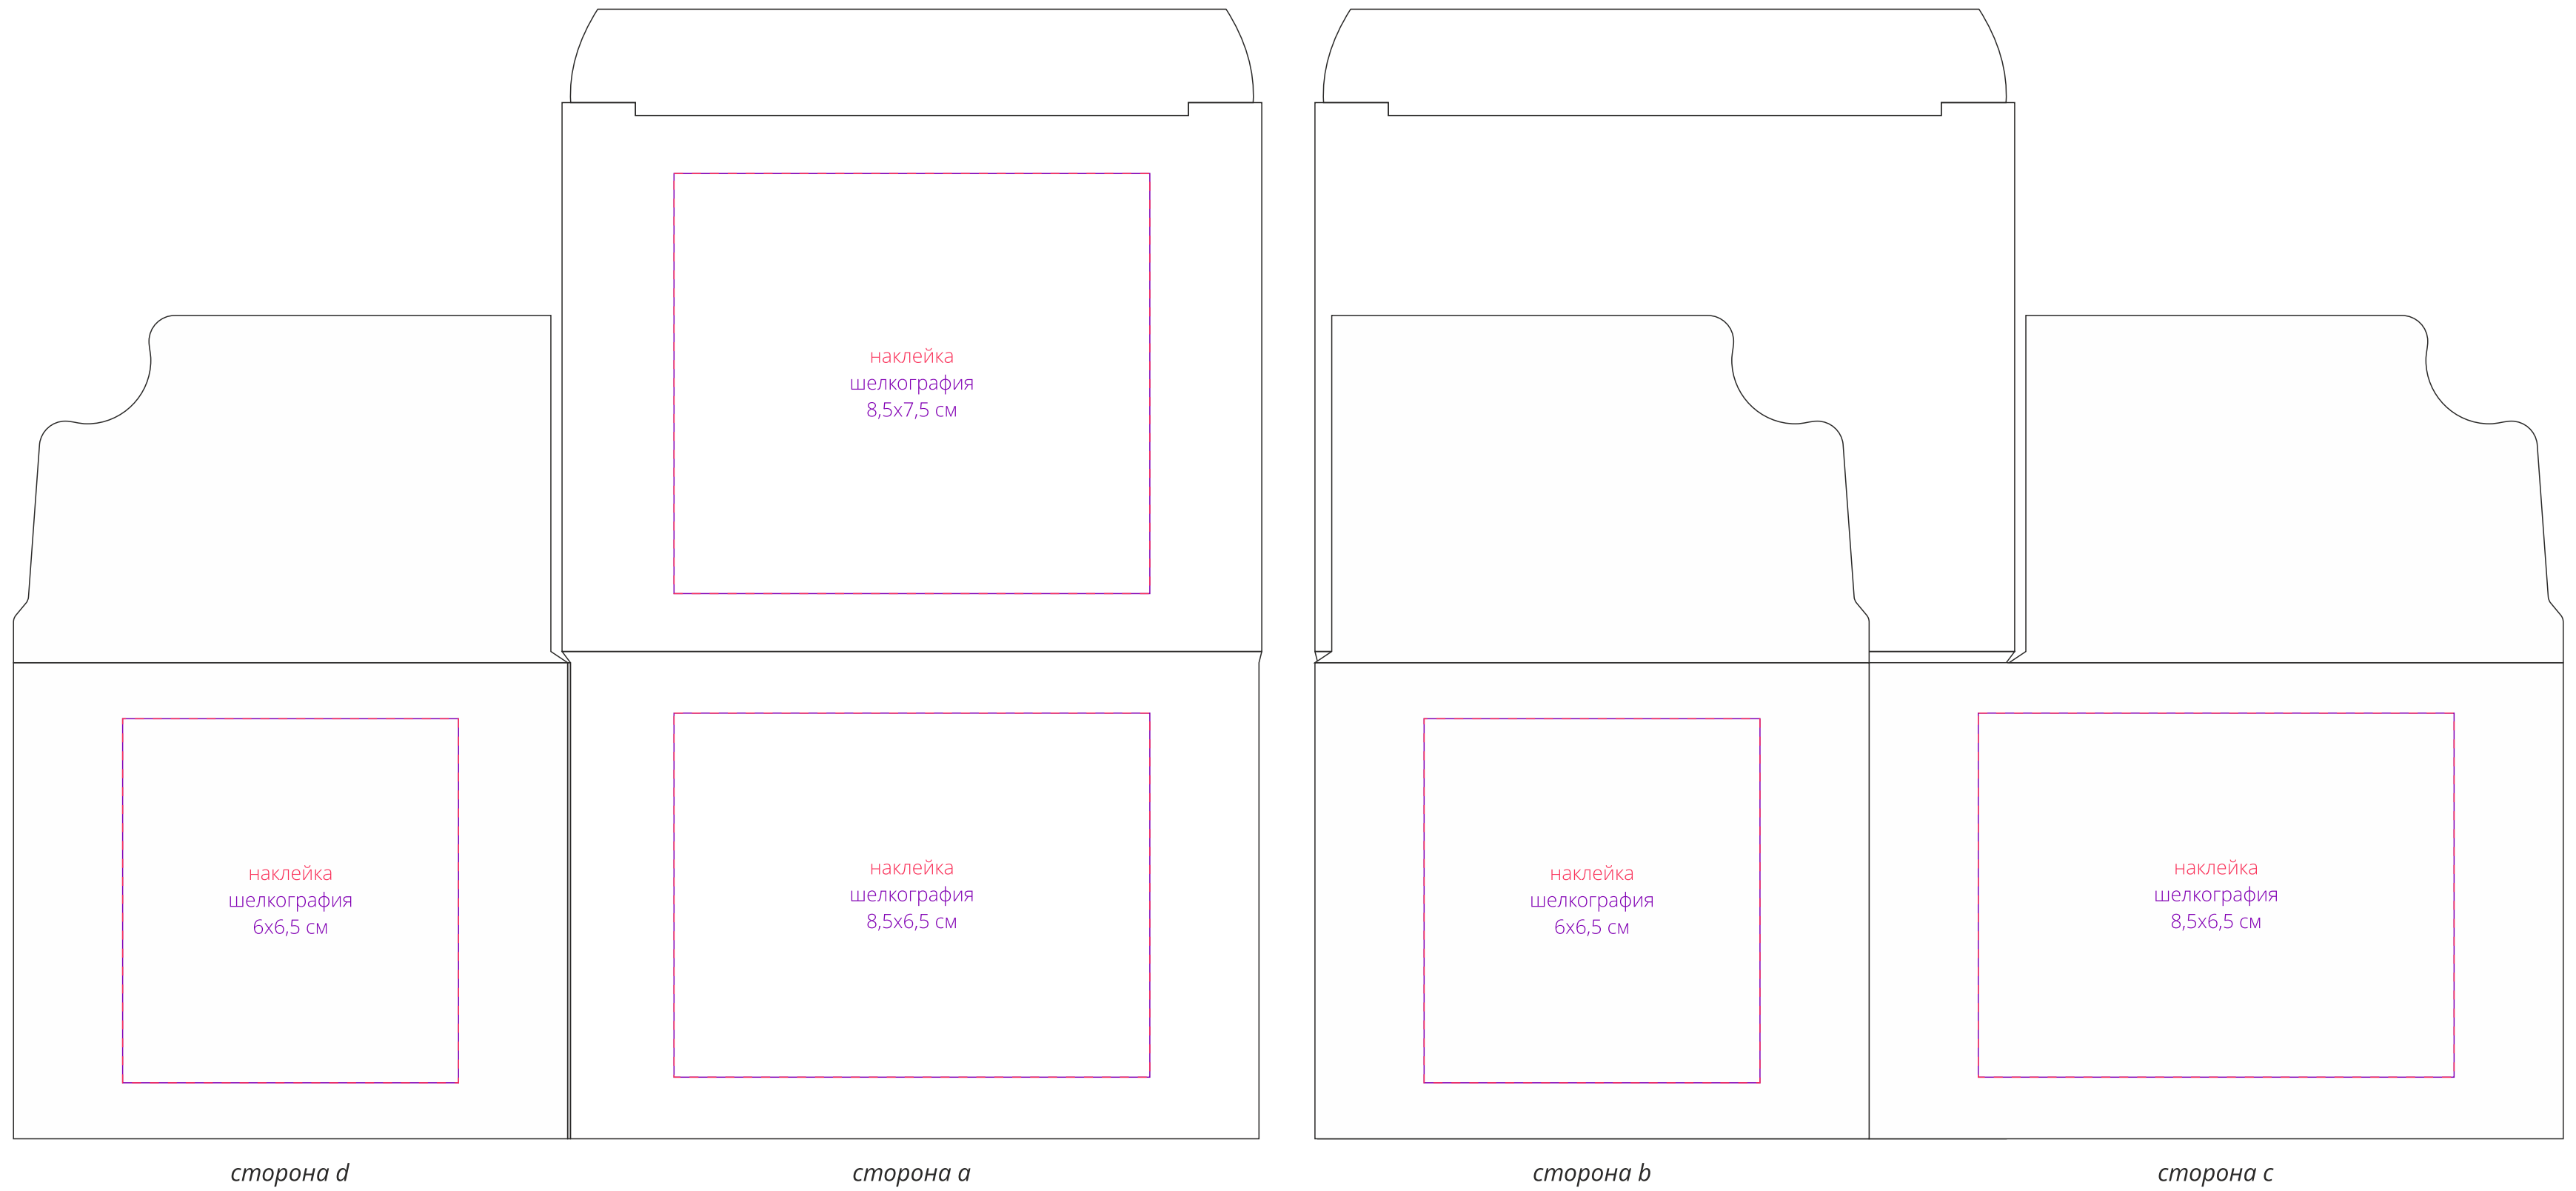 наклейка
шелкография
8,5х7,5 см
наклейка
шелкография
6х6,5 см
наклейка
шелкография
8,5х6,5 см
наклейка
шелкография
6х6,5 см
наклейка
шелкография
8,5х6,5 см
сторона d
сторона a
сторона b
сторона c